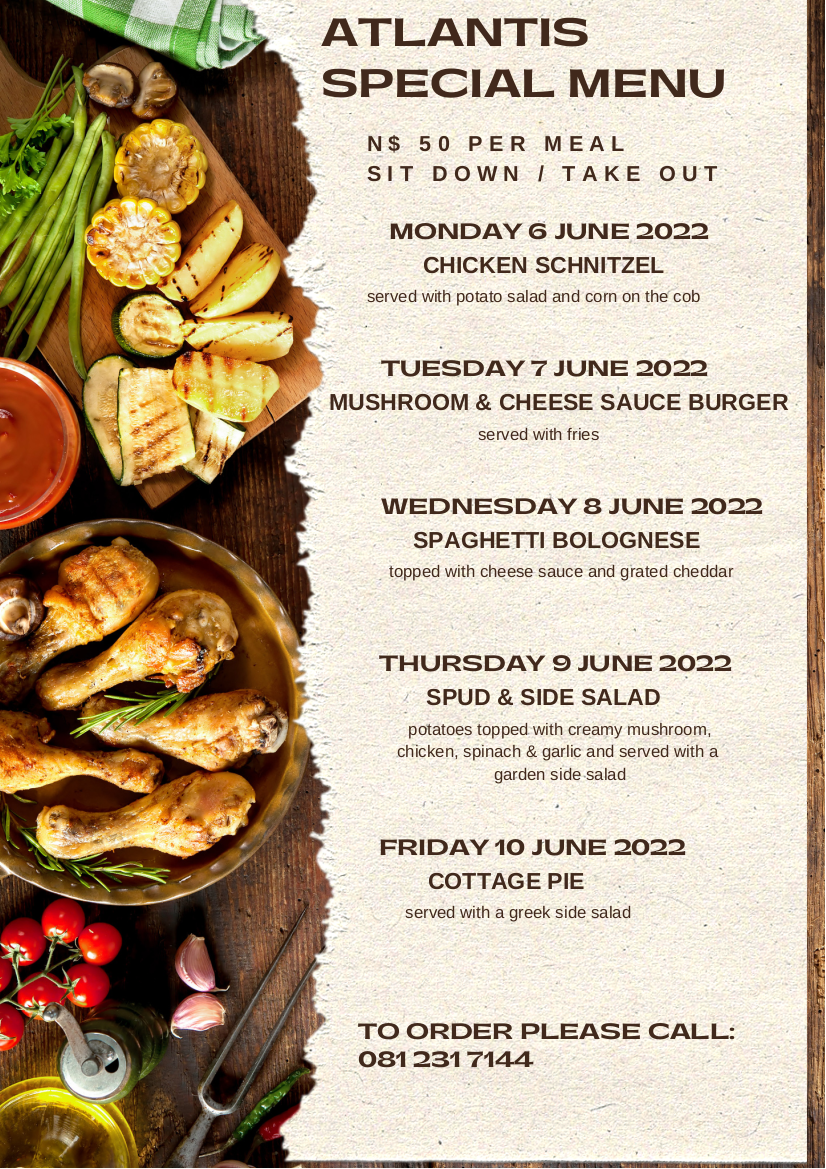 ATLANTIS
SPECIAL MENU
N$ 50 PER MEAL
SIT DOWN / TAKE OUT
MONDAY 6 JUNE 2022
CHICKEN SCHNITZEL
served with potato salad and corn on the cob
TUESDAY 7 JUNE 2022
MUSHROOM & CHEESE SAUCE BURGER
served with fries
WEDNESDAY 8 JUNE 2022
SPAGHETTI BOLOGNESE
topped with cheese sauce and grated cheddar
THURSDAY 9 JUNE 2022
SPUD & SIDE SALAD
potatoes topped with creamy mushroom,
chicken, spinach & garlic and served with a
garden side salad
FRIDAY 10 JUNE 2022
COTTAGE PIE
served with a greek side salad
TO ORDER PLEASE CALL:
081 231 7144